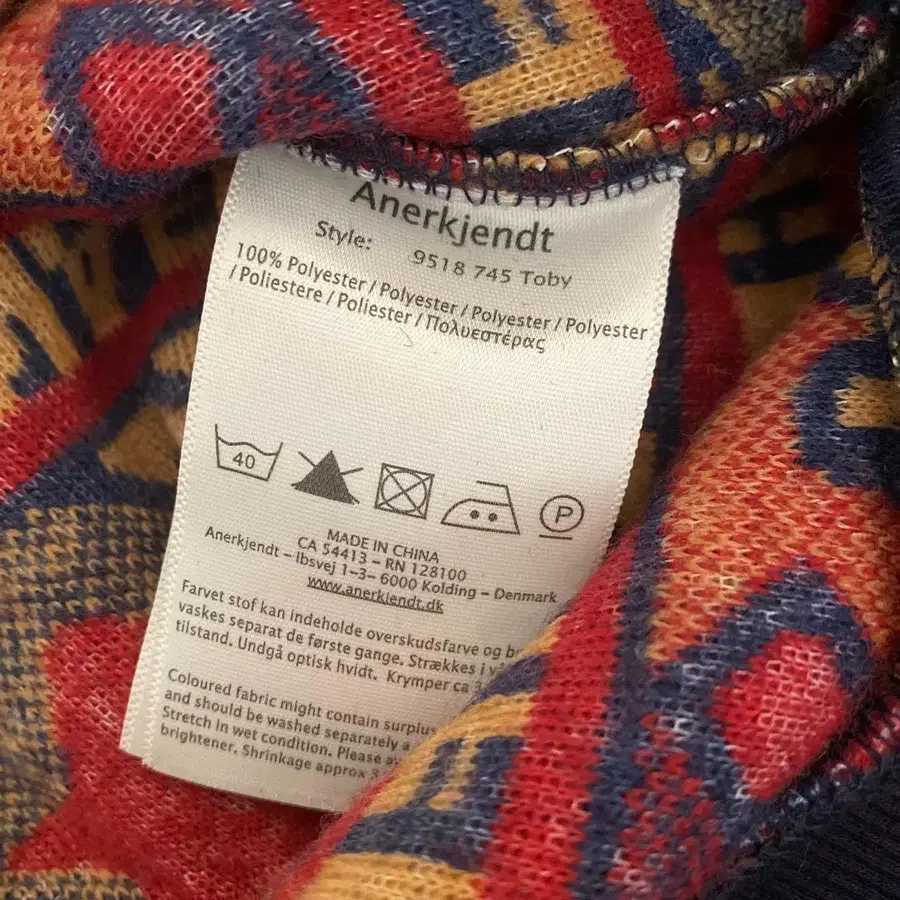 Anerkjendt
Style: 9518 745 Toby
100% Polyester / Polyester / Polyester / Polyester
/ Poliestere / Poliester / Πολυεστέρας
40
P
MADE IN CHINA
CA 54413 – RN 128100
Anerkjendt – Ibsvej 1–3– 6000 Kolding – Denmark
www.anerkjendt.dk
Farvet stof kan indeholde overskudsfarve og
vaskes separat de første gange. Strækkes i
tilstand. Undgå optisk hvidt. Krymper ca 3
Coloured fabric might contain
and should be washed separately a
Stretch in wet condition. Please
brightener. Shrinkage approx 3